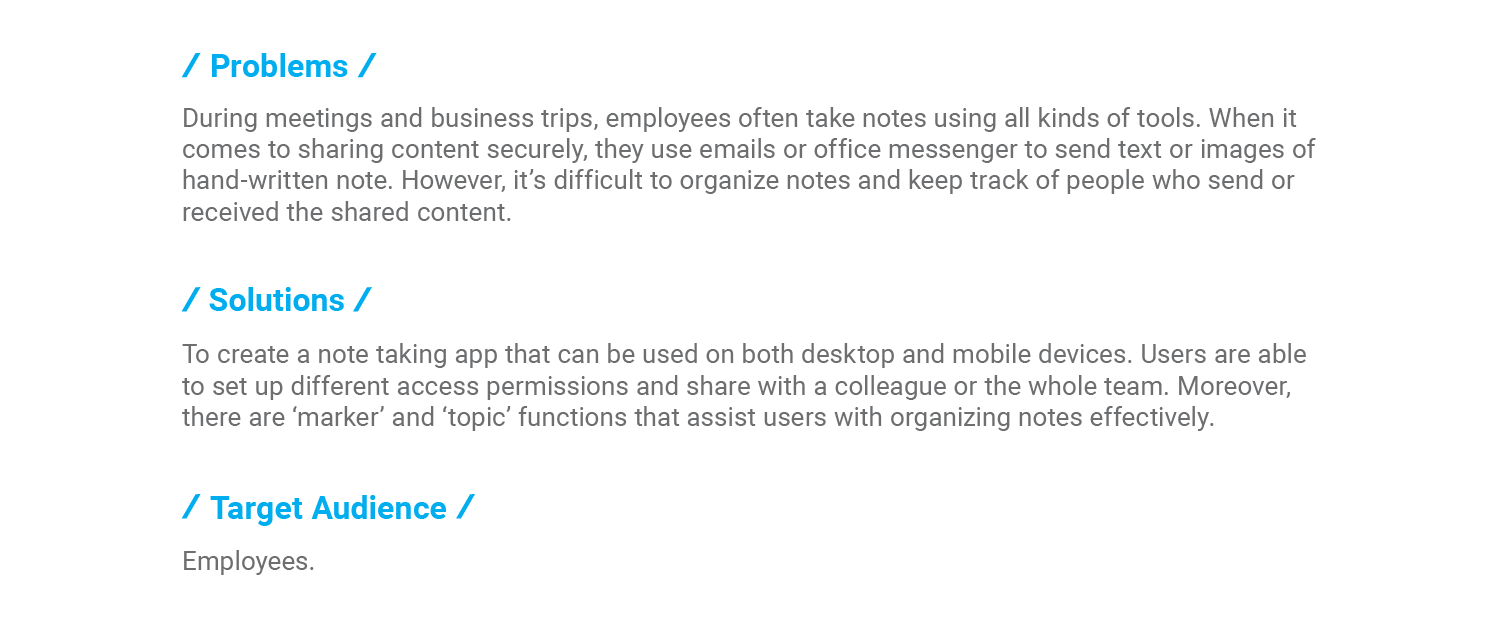 / Problems /
During meetings and business trips, employees often take notes using all kinds of tools. When it
comes to sharing content securely, they use emails or office messenger to send text or images of
hand-written note. However, it’s difficult to organize notes and keep track of people who send or
received the shared content.
/ Solutions /
To create a note taking app that can be used on both desktop and mobile devices. Users are able
to set up different access permissions and share with a colleague or the whole team. Moreover,
there are ‘marker’ and ‘topic’ functions that assist users with organizing notes effectively.
/ Target Audience /
Employees.